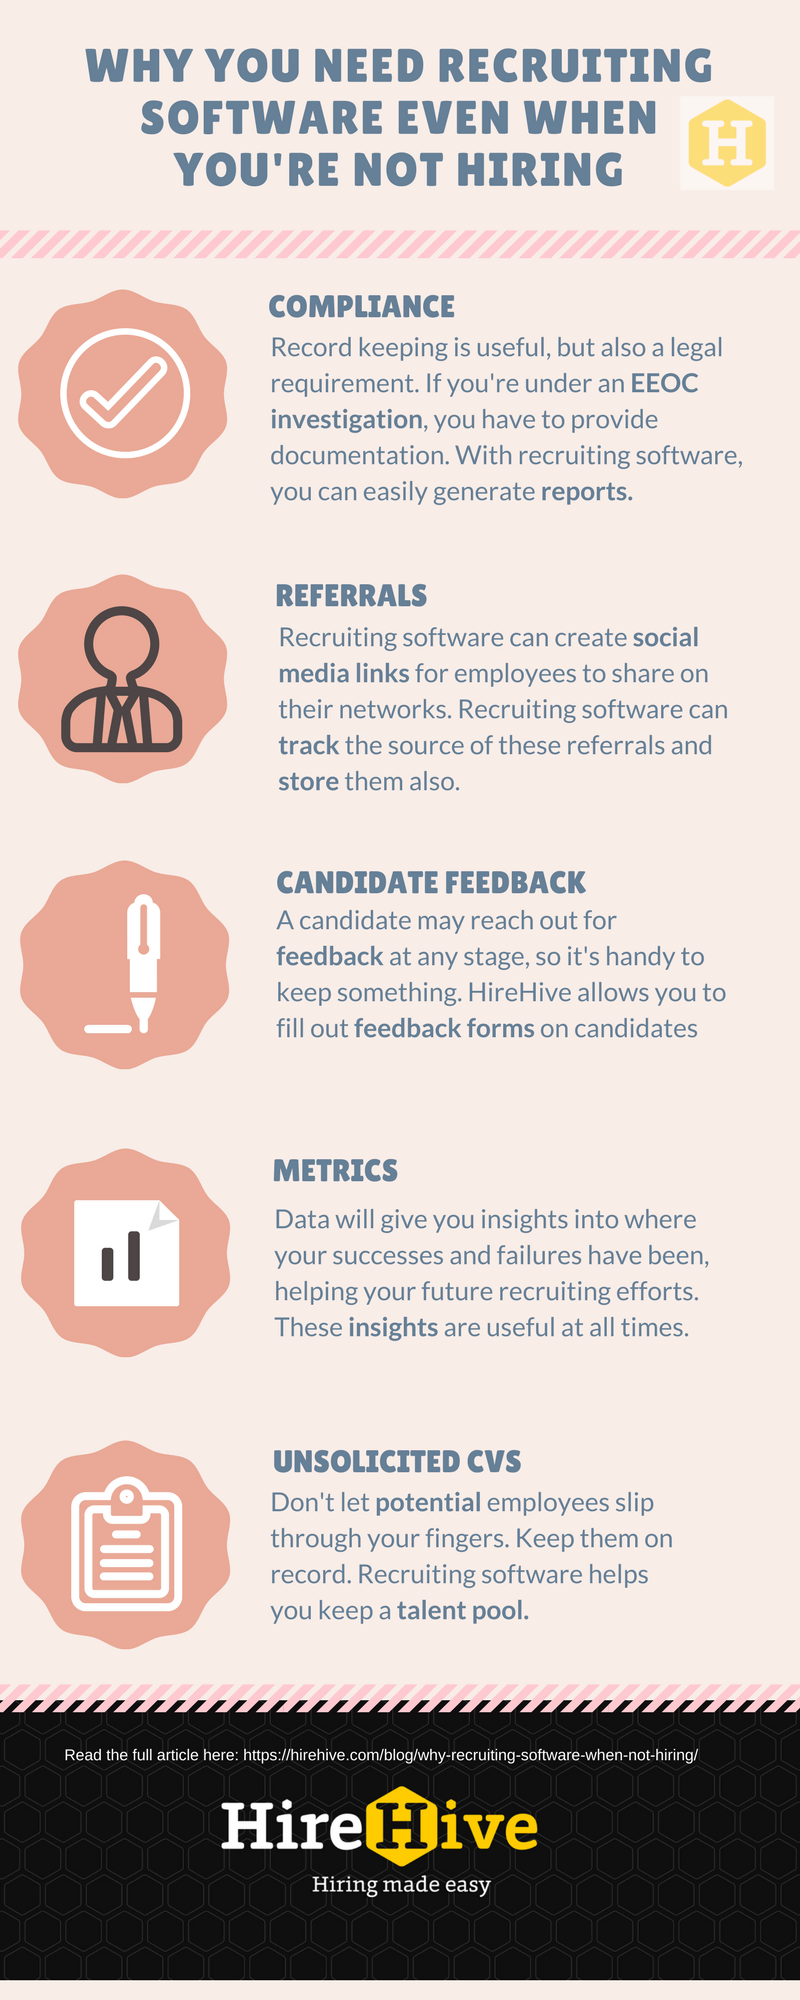 WHY YOU NEED RECRUITING
SOFTWARE EVEN WHEN
YOU'RE NOT HIRING
H
COMPLIANCE
Record keeping is useful, but also a legal
requirement. If you're under an EEOC
investigation, you have to provide
documentation. With recruiting software,
you can easily generate reports.
REFERRALS
Recruiting software can create social
media links for employees to share on
their networks. Recruiting software can
track the source of these referrals and
store them also.
CANDIDATE FEEDBACK
A candidate may reach out for
feedback at any stage, so it's handy to
keep something. HireHive allows you to
fill out feedback forms on candidates
METRICS
Data will give you insights into where
your successes and failures have been,
helping your future recruiting efforts.
These insights are useful at all times.
UNSOLICITED CVS
Don't let potential employees slip
through your fingers. Keep them on
record. Recruiting software helps
you keep a talent pool.
Read the full article here: https://hirehive.com/blog/why-recruiting-software-when-not-hiring/
HireHive
Hiring made easy